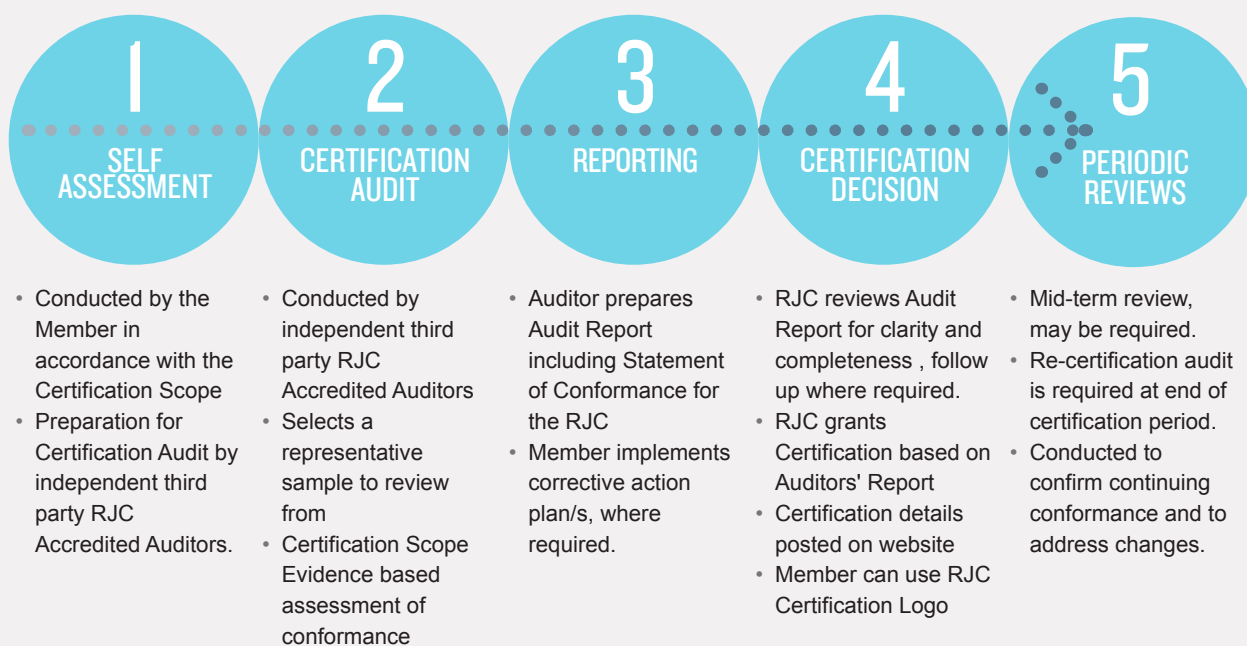 1
SELF
ASSESSMENT
• Conducted by the
Member in
accordance with the
Certification Scope
• Preparation for
Certification Audit by
independent third
party RJC
Accredited Auditors.
2
CERTIFICATION
AUDIT
• Conducted by
independent third
party RJC
Accredited Auditors
• Selects a
representative
sample to review
from
• Certification Scope
Evidence based
assessment of
conformance
3
REPORTING
• Auditor prepares
Audit Report
including Statement
of Conformance for
the RJC
• Member implements
corrective action
plan/s, where
required.
4
CERTIFICATION
DECISION
• RJC reviews Audit
Report for clarity and
completeness , follow
up where required.
• RJC grants
Certification based on
Auditors' Report
• Certification details
posted on website
• Member can use RJC
Certification Logo
5
PERIODIC
REVIEWS
• Mid-term review,
may be required.
• Re-certification audit
is required at end of
certification period.
• Conducted to
confirm continuing
conformance and to
address changes.